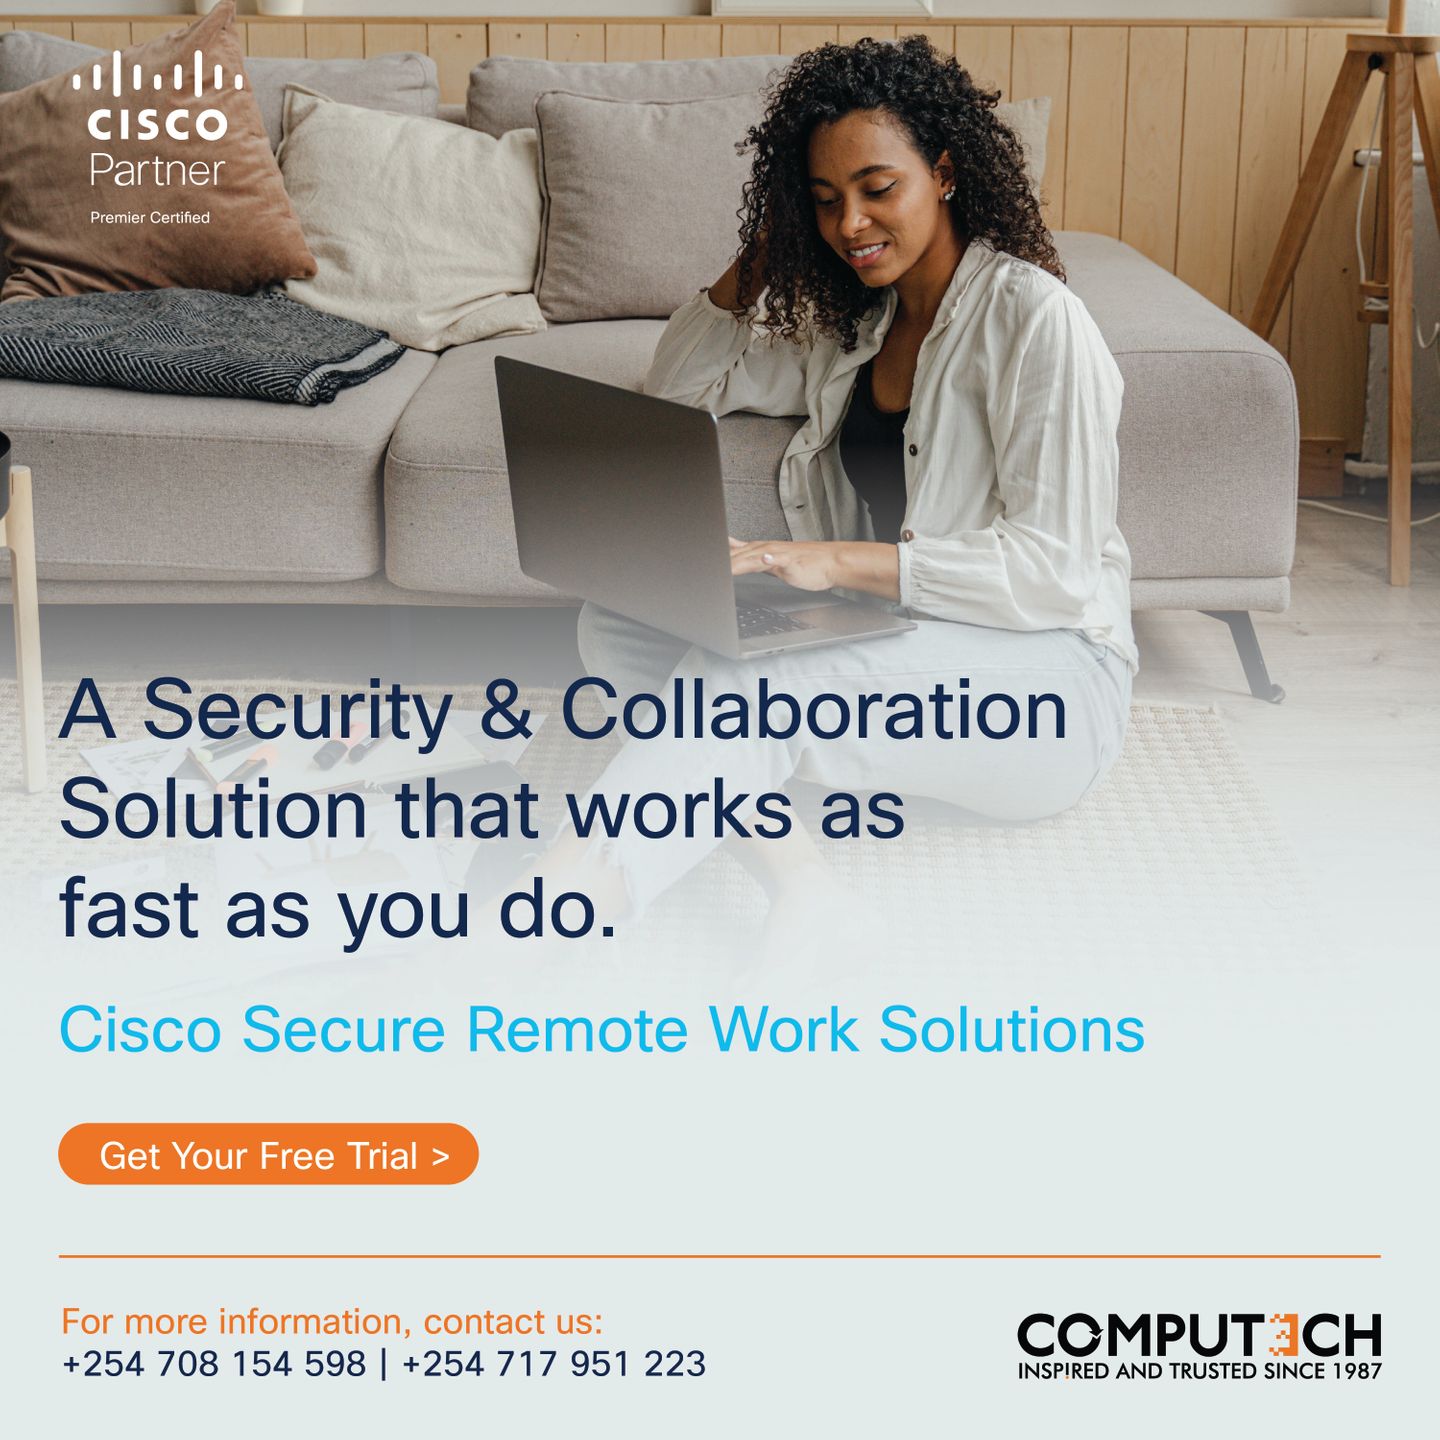 CISCO
Partner
Premier Certified
A Security & Collaboration
Solution that works as
fast as you do.
Cisco Secure Remote Work Solutions
Get Your Free Trial >
For more information, contact us:
+254 708 154 598 | +254 717 951 223
COMPUTECH
INSP!RED AND TRUSTED SINCE 1987